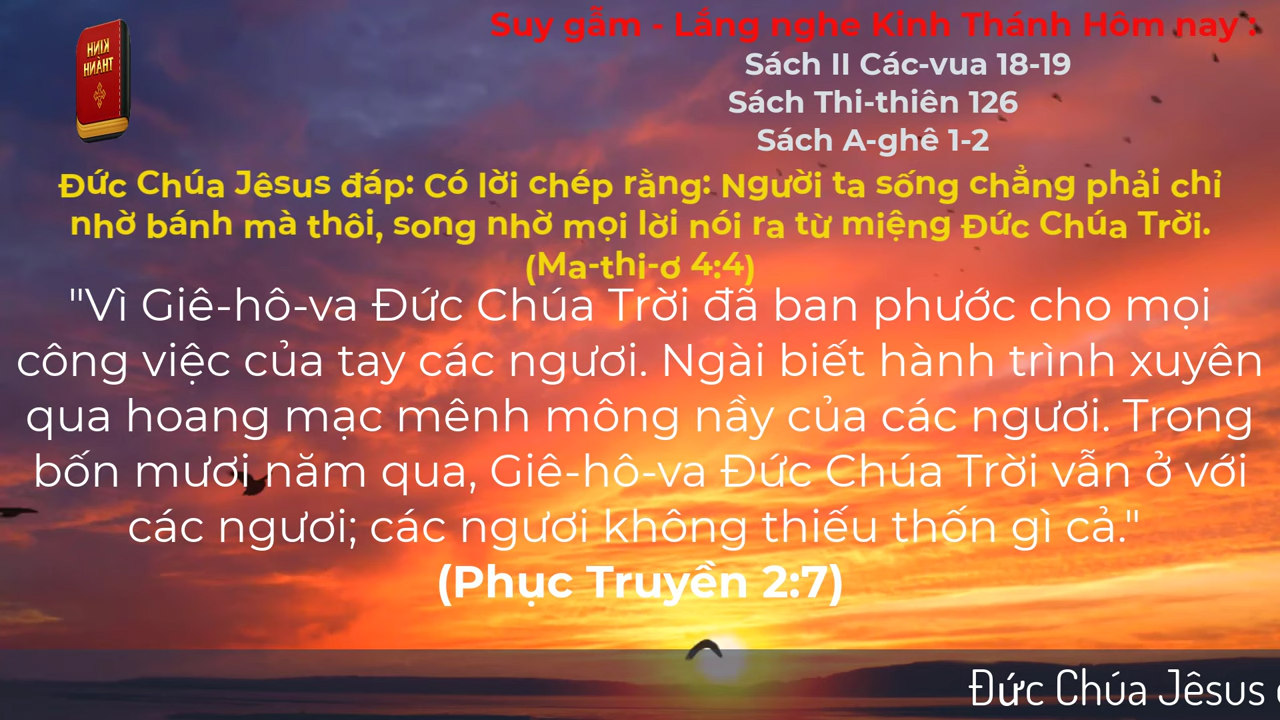 KINH
THÁNH
Suy gẫm - Lắng nghe Kinh Thánh Hôm nay :
Sách II Các-vua 18-19
Sách Thi-thiên 126
Sách A-ghê 1-2
Đức Chúa Jêsus đáp: Có lời chép rằng: Người ta sống chẳng phải chỉ
nhờ bánh mà thôi, song nhờ mọi lời nói ra từ miệng Đức Chúa Trời.
(Ma-thi-ơ 4:4)
"Vì Giê-hô-va Đức Chúa Trời đã ban phước cho mọi
công việc của tay các ngươi. Ngài biết hành trình xuyên
qua hoang mạc mênh mông nầy của các ngươi. Trong
bốn mươi năm qua, Giê-hô-va Đức Chúa Trời vẫn ở với
các ngươi; các ngươi không thiếu thốn gì cả."
(Phục Truyền 2:7)
Đức Chúa Jêsus